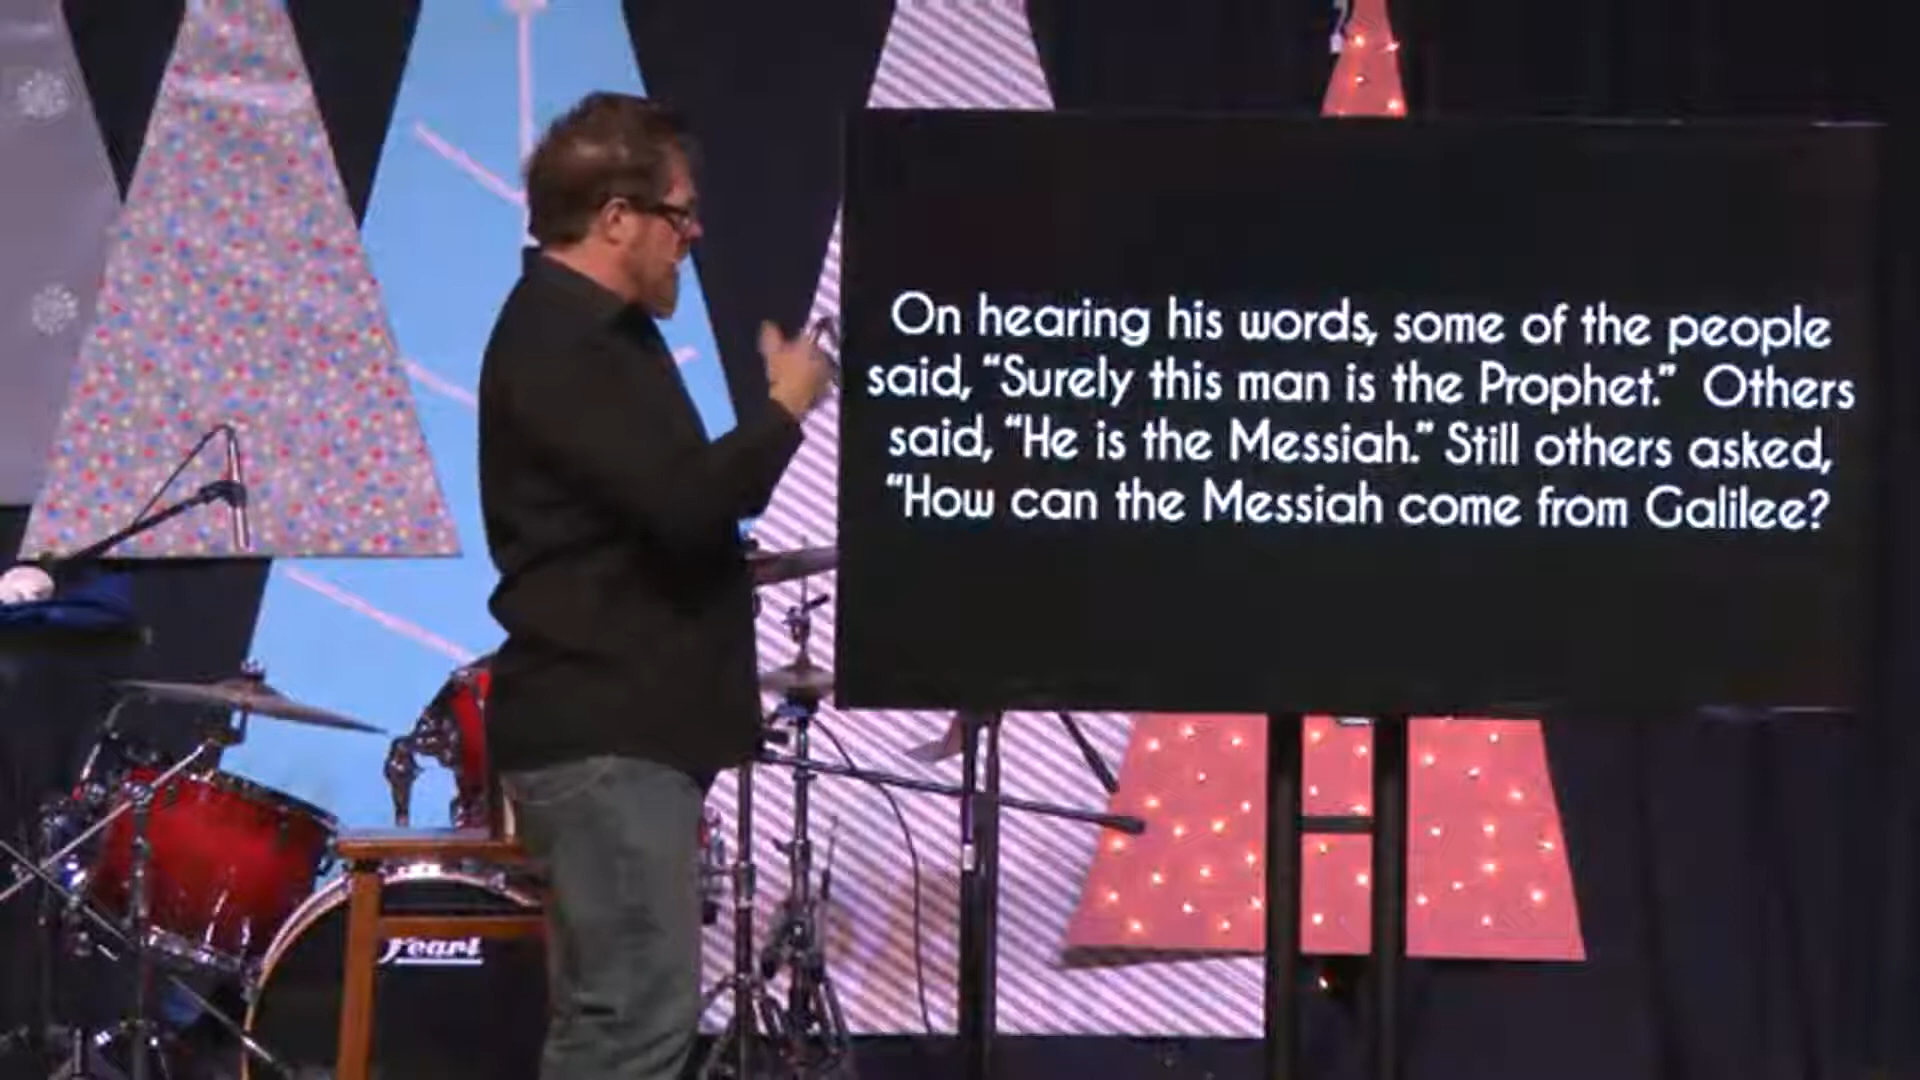 On hearing his words, some of the people
said, “Surely this man is the Prophet.” Others
said, “He is the Messiah.” Still others asked,
“How can the Messiah come from Galilee?
Pearl